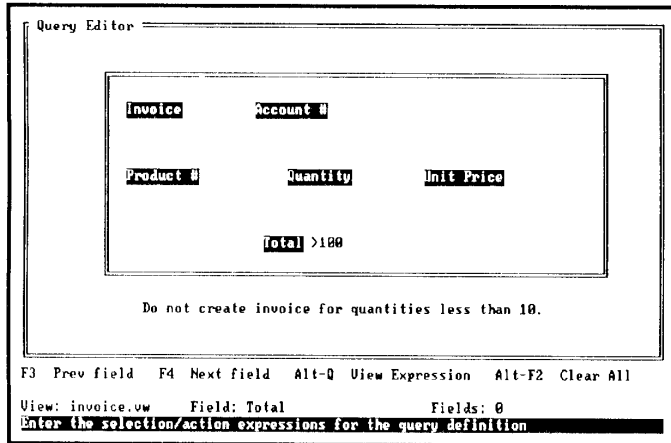 Query Editor
Invoice Account #
Product # Quantity Unit Price
Total >100
Do not create invoice for quantities less than 10.
F3 Prev field F4 Next field Alt-Q View Expression Alt-F2 Clear All
View: invoice.vw Field: Total Fields: 0
Enter the selection/action expressions for the query definition